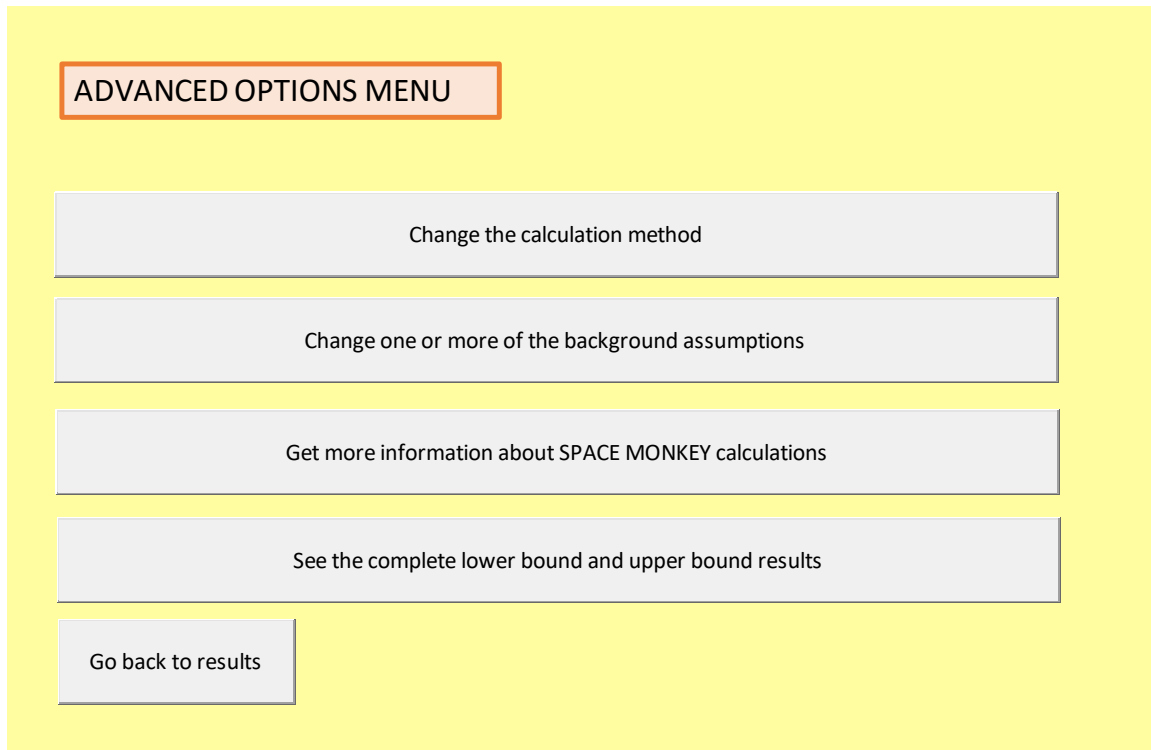 ADVANCED OPTIONS MENU
Change the calculation method
Change one or more of the background assumptions
Get more information about SPACE MONKEY calculations
See the complete lower bound and upper bound results
Go back to results